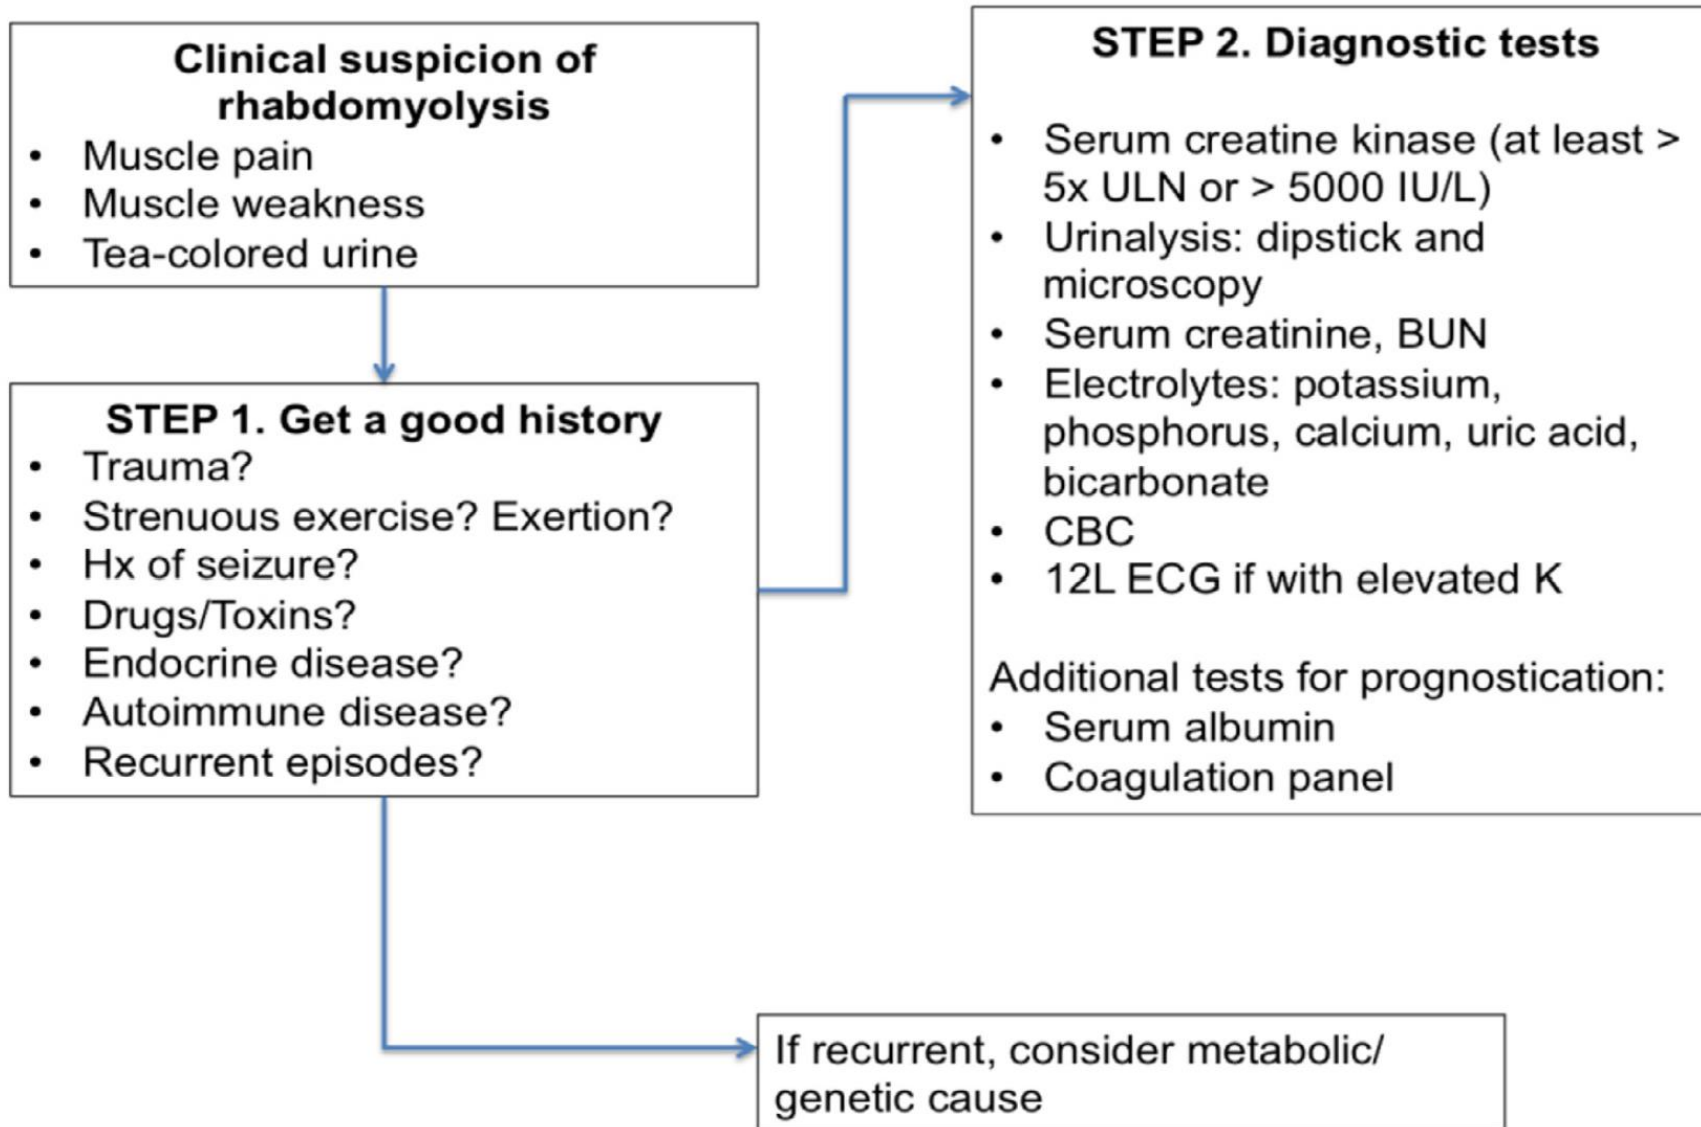 Clinical suspicion of
rhabdomyolysis
• Muscle pain
• Muscle weakness
• Tea-colored urine
STEP 1. Get a good history
• Trauma?
• Strenuous exercise? Exertion?
• Hx of seizure?
• Drugs/Toxins?
• Endocrine disease?
• Autoimmune disease?
• Recurrent episodes?
STEP 2. Diagnostic tests
• Serum creatine kinase (at least >
5x ULN or > 5000 IU/L)
• Urinalysis: dipstick and
microscopy
• Serum creatinine, BUN
• Electrolytes: potassium,
phosphorus, calcium, uric acid,
bicarbonate
• CBC
• 12L ECG if with elevated K
Additional tests for prognostication:
• Serum albumin
• Coagulation panel
If recurrent, consider metabolic/
genetic cause